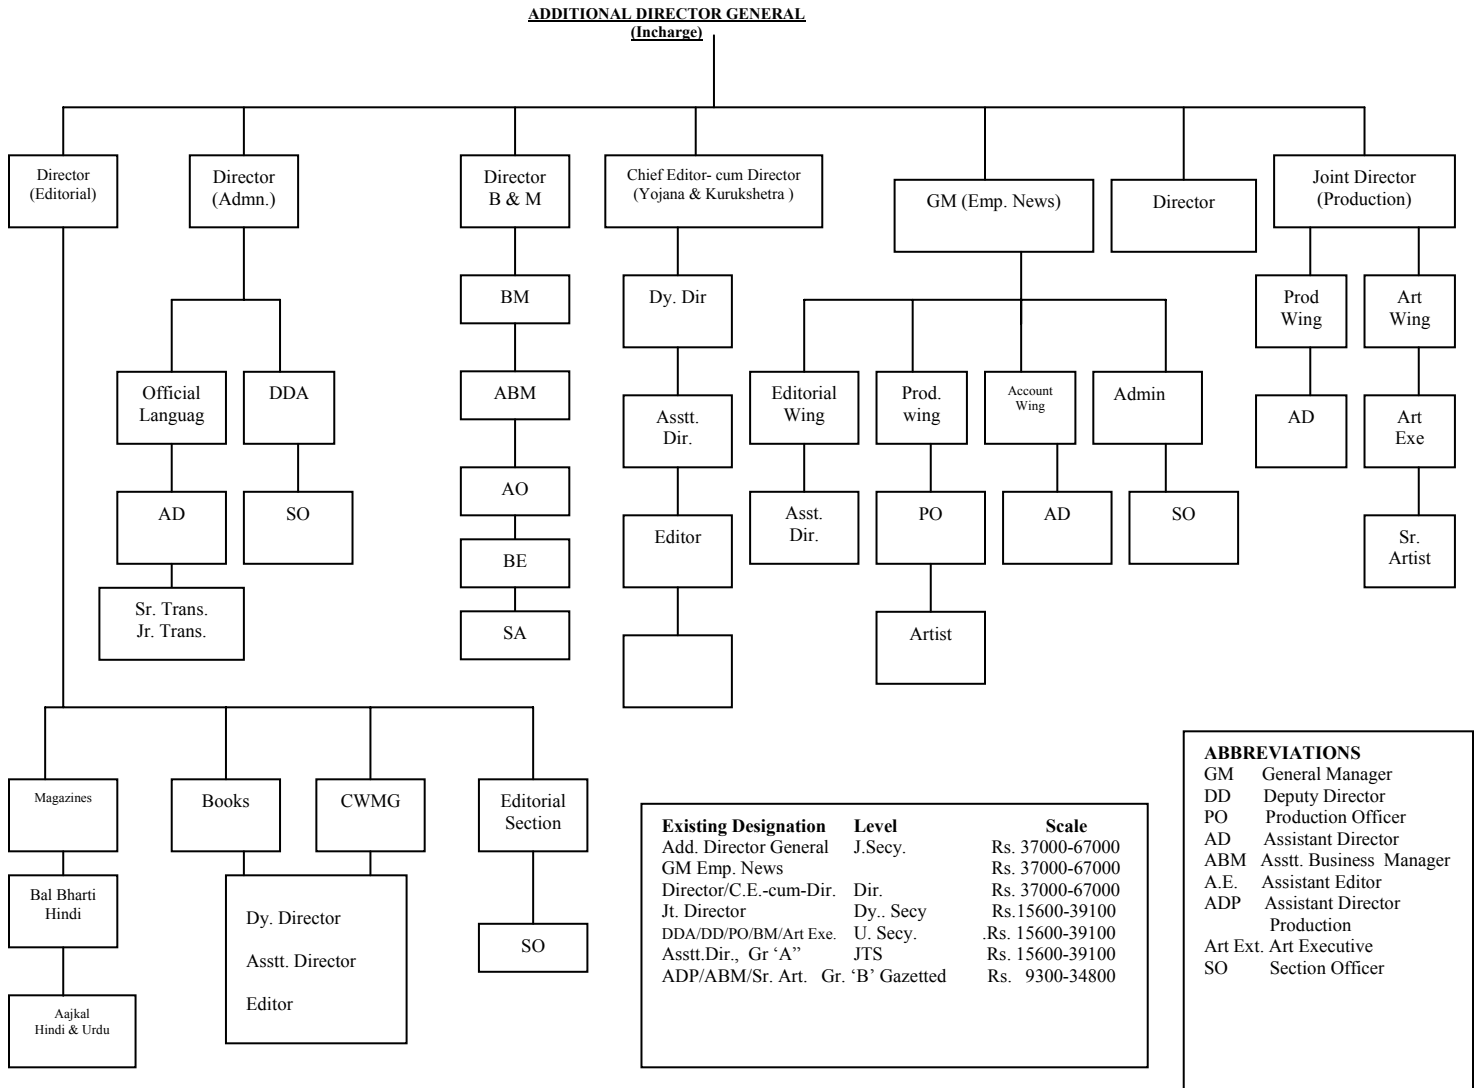 ADDITIONAL DIRECTOR GENERAL
(Incharge)
Director
(Editorial)
Director
(Admn.)
Director
B & M
Chief Editor- cum Director
(Yojana & Kurukshetra )
GM (Emp. News)
Director
Joint Director
(Production)
BM
Dy. Dir
Prod
Wing
Art
Wing
Official
Languag
DDA
ABM
Asstt.
Dir.
Editorial
Wing
Prod.
wing
Account
Wing
Admin
AD
Art
Exe
AD
SO
AO
Editor
Asst.
Dir.
PO
AD
SO
Sr.
Artist
BE
Sr. Trans.
Jr. Trans.
SA
Artist
Magazines
Books
CWMG
Editorial
Section
Bal Bharti
Hindi
Dy. Director
Asstt. Director
Editor
SO
Aajkal
Hindi & Urdu
Existing Designation Level Scale
Add. Director General J.Secy. Rs. 37000-67000
GM Emp. News Rs. 37000-67000
Director/C.E.-cum-Dir. Dir. Rs. 37000-67000
Jt. Director Dy.. Secy Rs.15600-39100
DDA/DD/PO/BM/Art Exe. U. Secy. .Rs. 15600-39100
Asstt.Dir., Gr ‘A” JTS Rs. 15600-39100
ADP/ABM/Sr. Art. Gr. ‘B’ Gazetted Rs. 9300-34800
ABBREVIATIONS
GM General Manager
DD Deputy Director
PO Production Officer
AD Assistant Director
ABM Asstt. Business Manager
A.E. Assistant Editor
ADP Assistant Director
Production
Art Ext. Art Executive
SO Section Officer